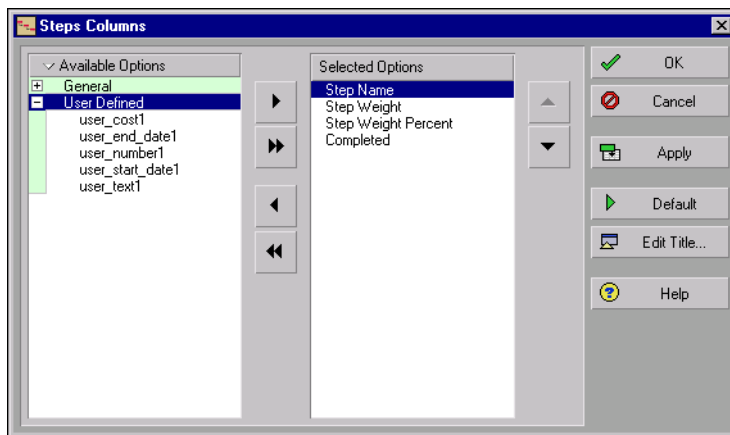 Steps Columns
Available Options
General
User Defined
user_cost1
user_end_date1
user_number1
user_start_date1
user_text1
Selected Options
Step Name
Step Weight
Step Weight Percent
Completed
OK
Cancel
Apply
Default
Edit Title...
Help